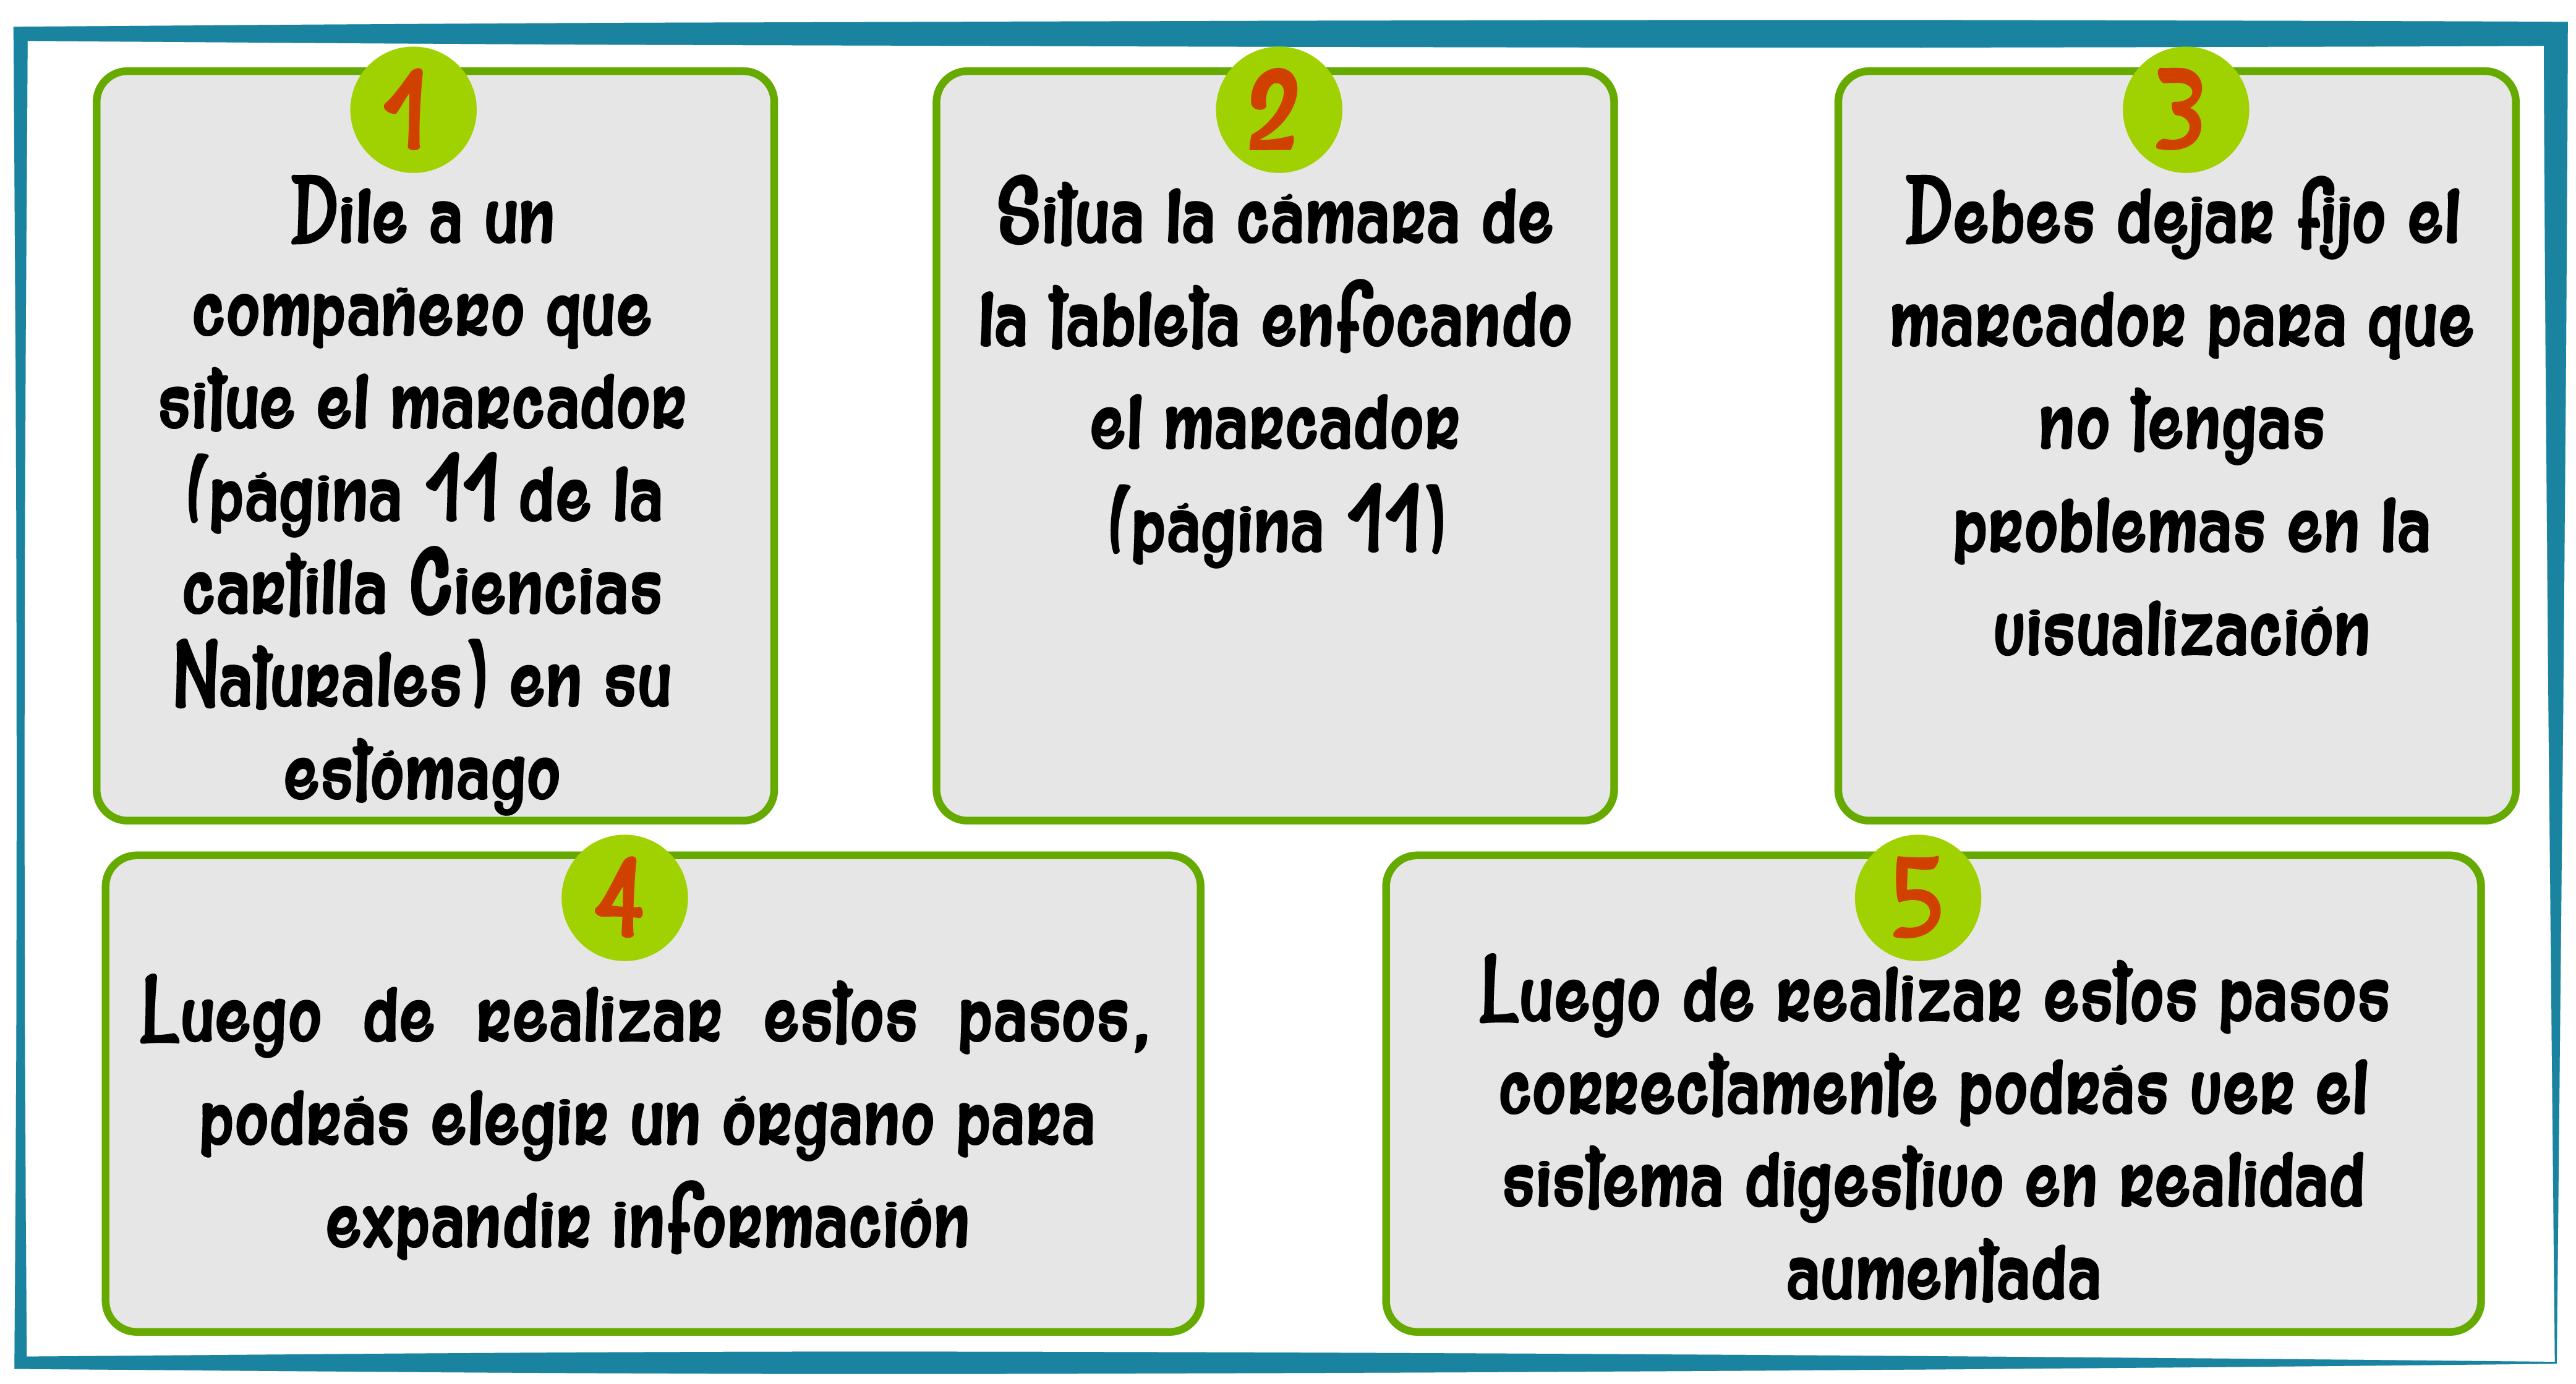 1
Dile a un
compañero que
situe el marcador
(página 11 de la
cartilla Ciencias
Naturales) en su
estómago
2
Situa la cámara de
la tableta enfocando
el marcador
(página 11)
3
Debes dejar fijo el
marcador para que
no tengas
problemas en la
visualización
4
Luego de realizar estos pasos,
podrás elegir un órgano para
expandir información
5
Luego de realizar estos pasos
correctamente podrás ver el
sistema digestivo en realidad
aumentada